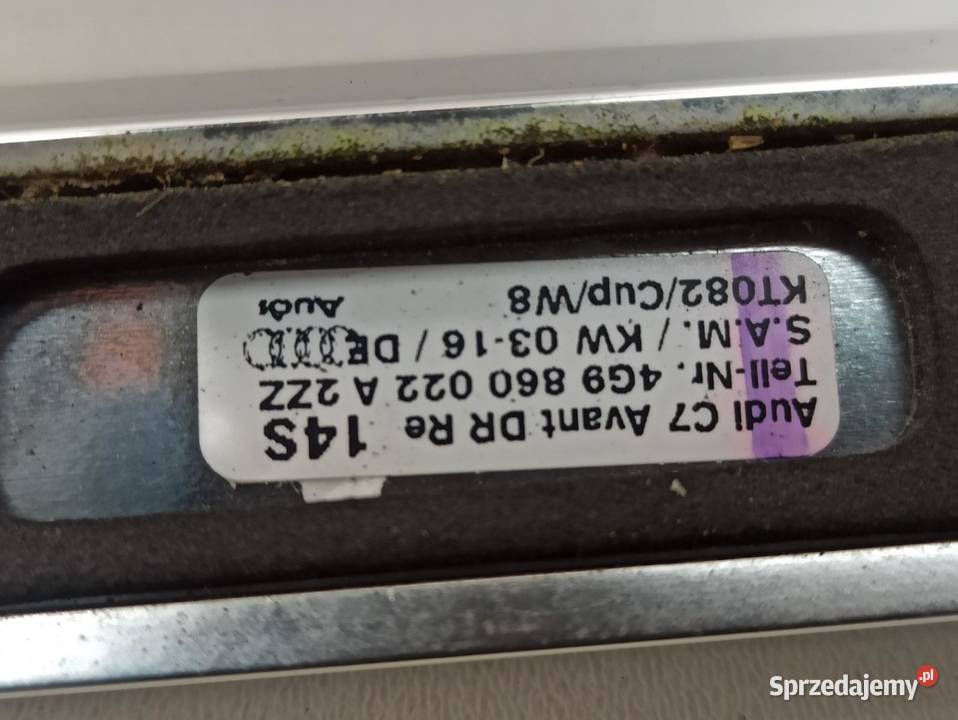 Audi C7 Avant DR Re 14S
Teil-Nr. 4G9 860 022 A 2ZZ
S.A.M. / KW 03-16 / DE
KT082/Cup/W8
Audi
Sprzedajemy.pl